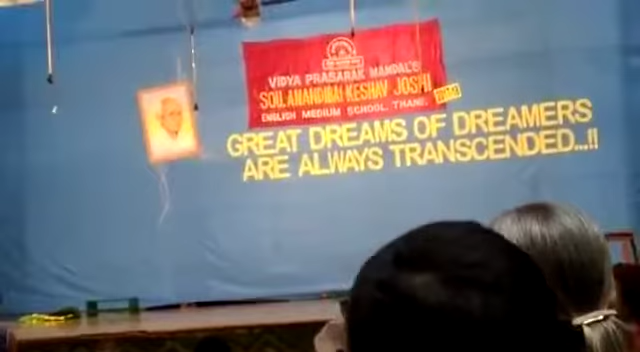 VIDYA PRASARAK MANDAL'S
SOU. ANANDIBAI KESHAV JOSHI
ENGLISH MEDIUM SCHOOL, THANE.
GREAT DREAMS OF DREAMERS
ARE ALWAYS TRANSCENDED...!!